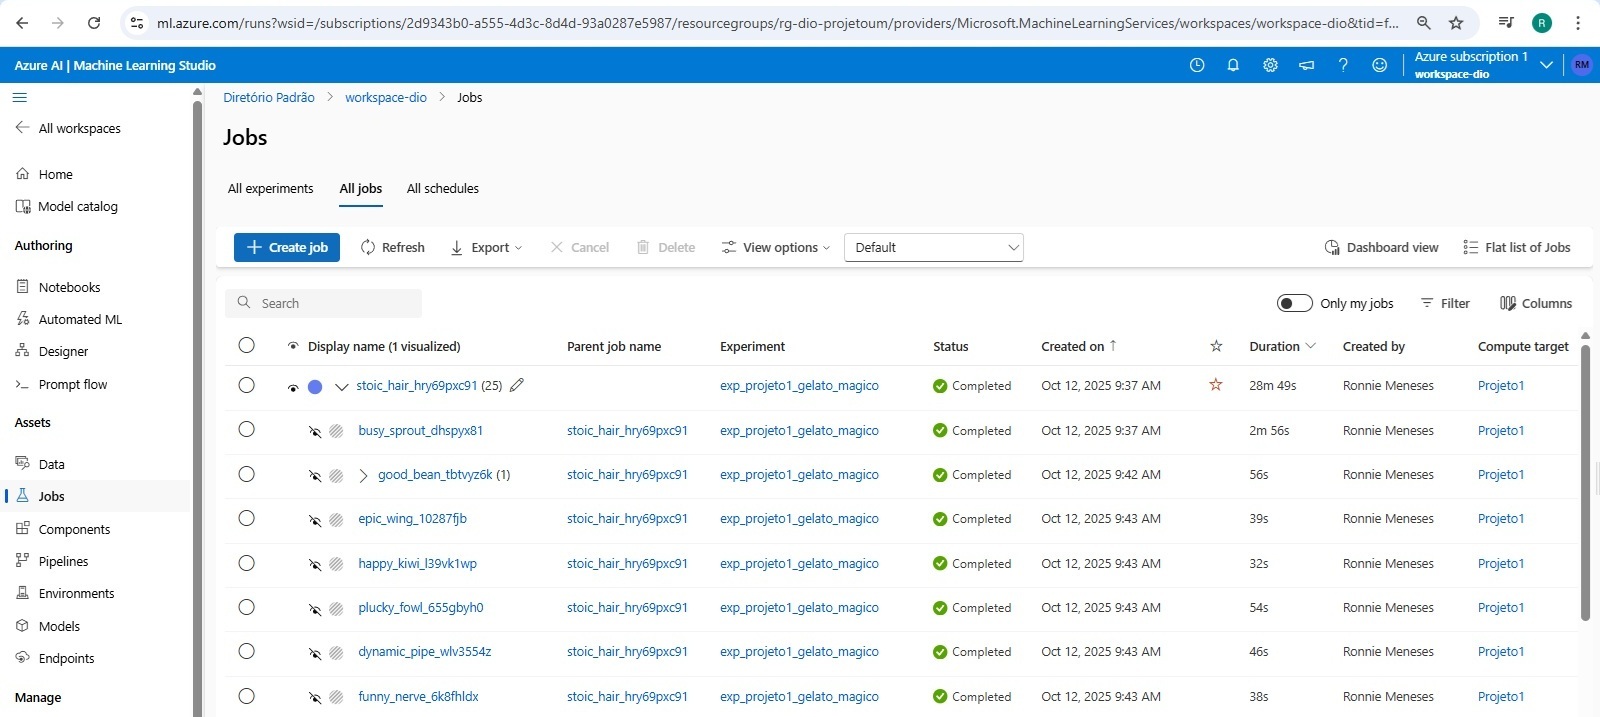 ml.azure.com/runs?wsid=/subscriptions/2d9343b0-a555-4d3c-8d4d-93a0287e5987/resourcegroups/rg-dio-projetoum/providers/Microsoft.MachineLearningServices/workspaces/workspace-dio&tid=f...
R
Azure AI | Machine Learning Studio
Azure subscription 1
workspace-dio
RM
All workspaces
Home
Model catalog
Authoring
Notebooks
Automated ML
Designer
Prompt flow
Assets
Data
Jobs
Components
Pipelines
Environments
Models
Endpoints
Manage
Diretório Padrão > workspace-dio > Jobs
Jobs
All experiments All jobs All schedules
Create job Refresh Export Cancel Delete View options Default Dashboard view Flat list of Jobs
Search Only my jobs Filter Columns
Display name (1 visualized) Parent job name Experiment Status Created on ↑ Duration Created by Compute target
stoic_hair_hry69pxc91 (25) exp_projeto1_gelato_magico Completed Oct 12, 2025 9:37 AM 28m 49s Ronnie Meneses Projeto1
busy_sprout_dhspyx81 stoic_hair_hry69pxc91 exp_projeto1_gelato_magico Completed Oct 12, 2025 9:37 AM 2m 56s Ronnie Meneses Projeto1
good_bean_tbtvyz6k (1) stoic_hair_hry69pxc91 exp_projeto1_gelato_magico Completed Oct 12, 2025 9:42 AM 56s Ronnie Meneses Projeto1
epic_wing_10287fjb stoic_hair_hry69pxc91 exp_projeto1_gelato_magico Completed Oct 12, 2025 9:43 AM 39s Ronnie Meneses Projeto1
happy_kiwi_l39vk1wp stoic_hair_hry69pxc91 exp_projeto1_gelato_magico Completed Oct 12, 2025 9:43 AM 32s Ronnie Meneses Projeto1
plucky_fowl_655gbyh0 stoic_hair_hry69pxc91 exp_projeto1_gelato_magico Completed Oct 12, 2025 9:43 AM 54s Ronnie Meneses Projeto1
dynamic_pipe_wlv3554z stoic_hair_hry69pxc91 exp_projeto1_gelato_magico Completed Oct 12, 2025 9:43 AM 46s Ronnie Meneses Projeto1
funny_nerve_6k8fhldx stoic_hair_hry69pxc91 exp_projeto1_gelato_magico Completed Oct 12, 2025 9:43 AM 38s Ronnie Meneses Projeto1